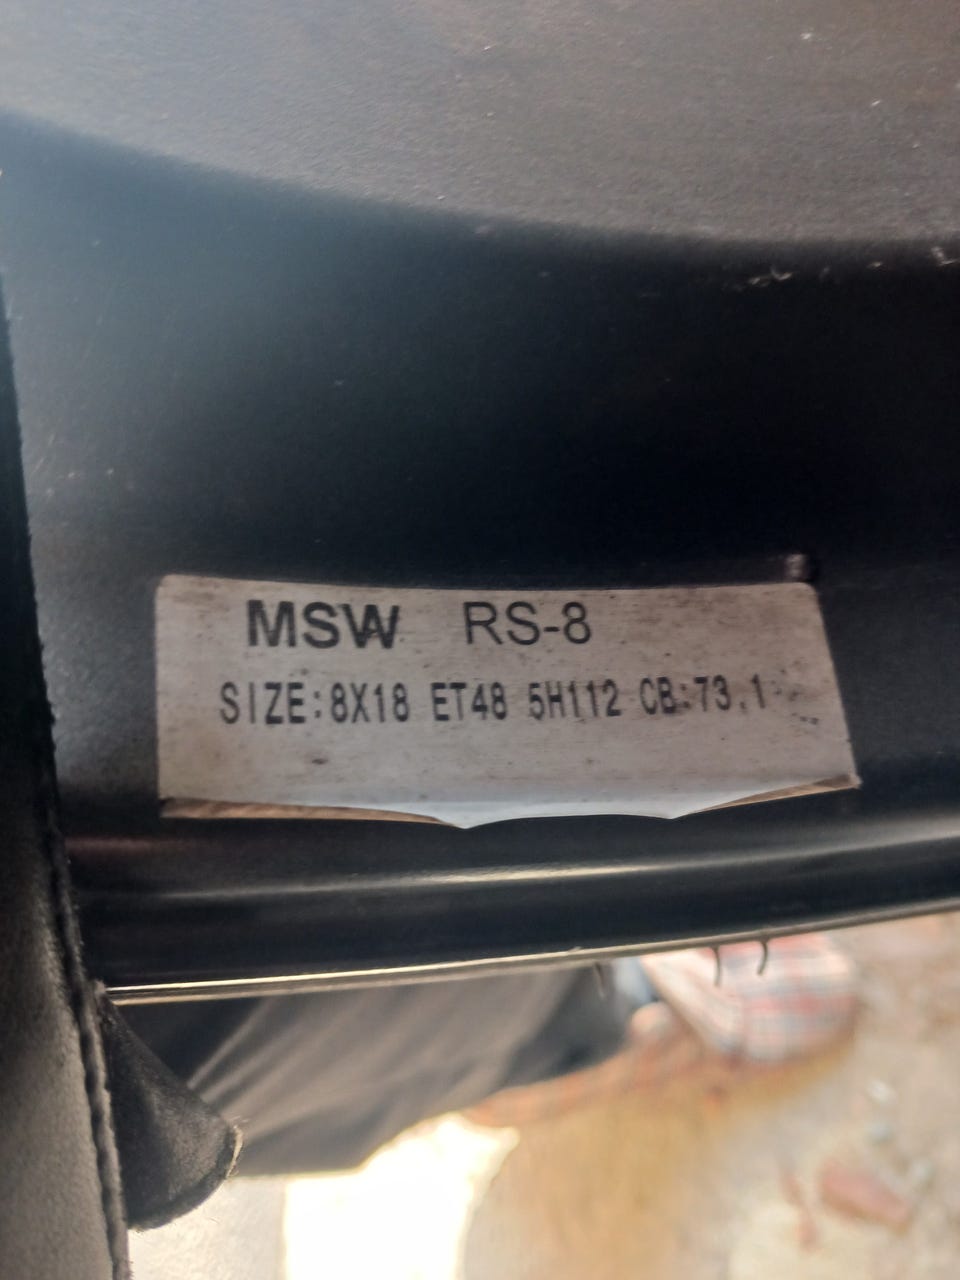 MSW RS-8
SIZE:8X18 ET48 5H112 CB:73.1